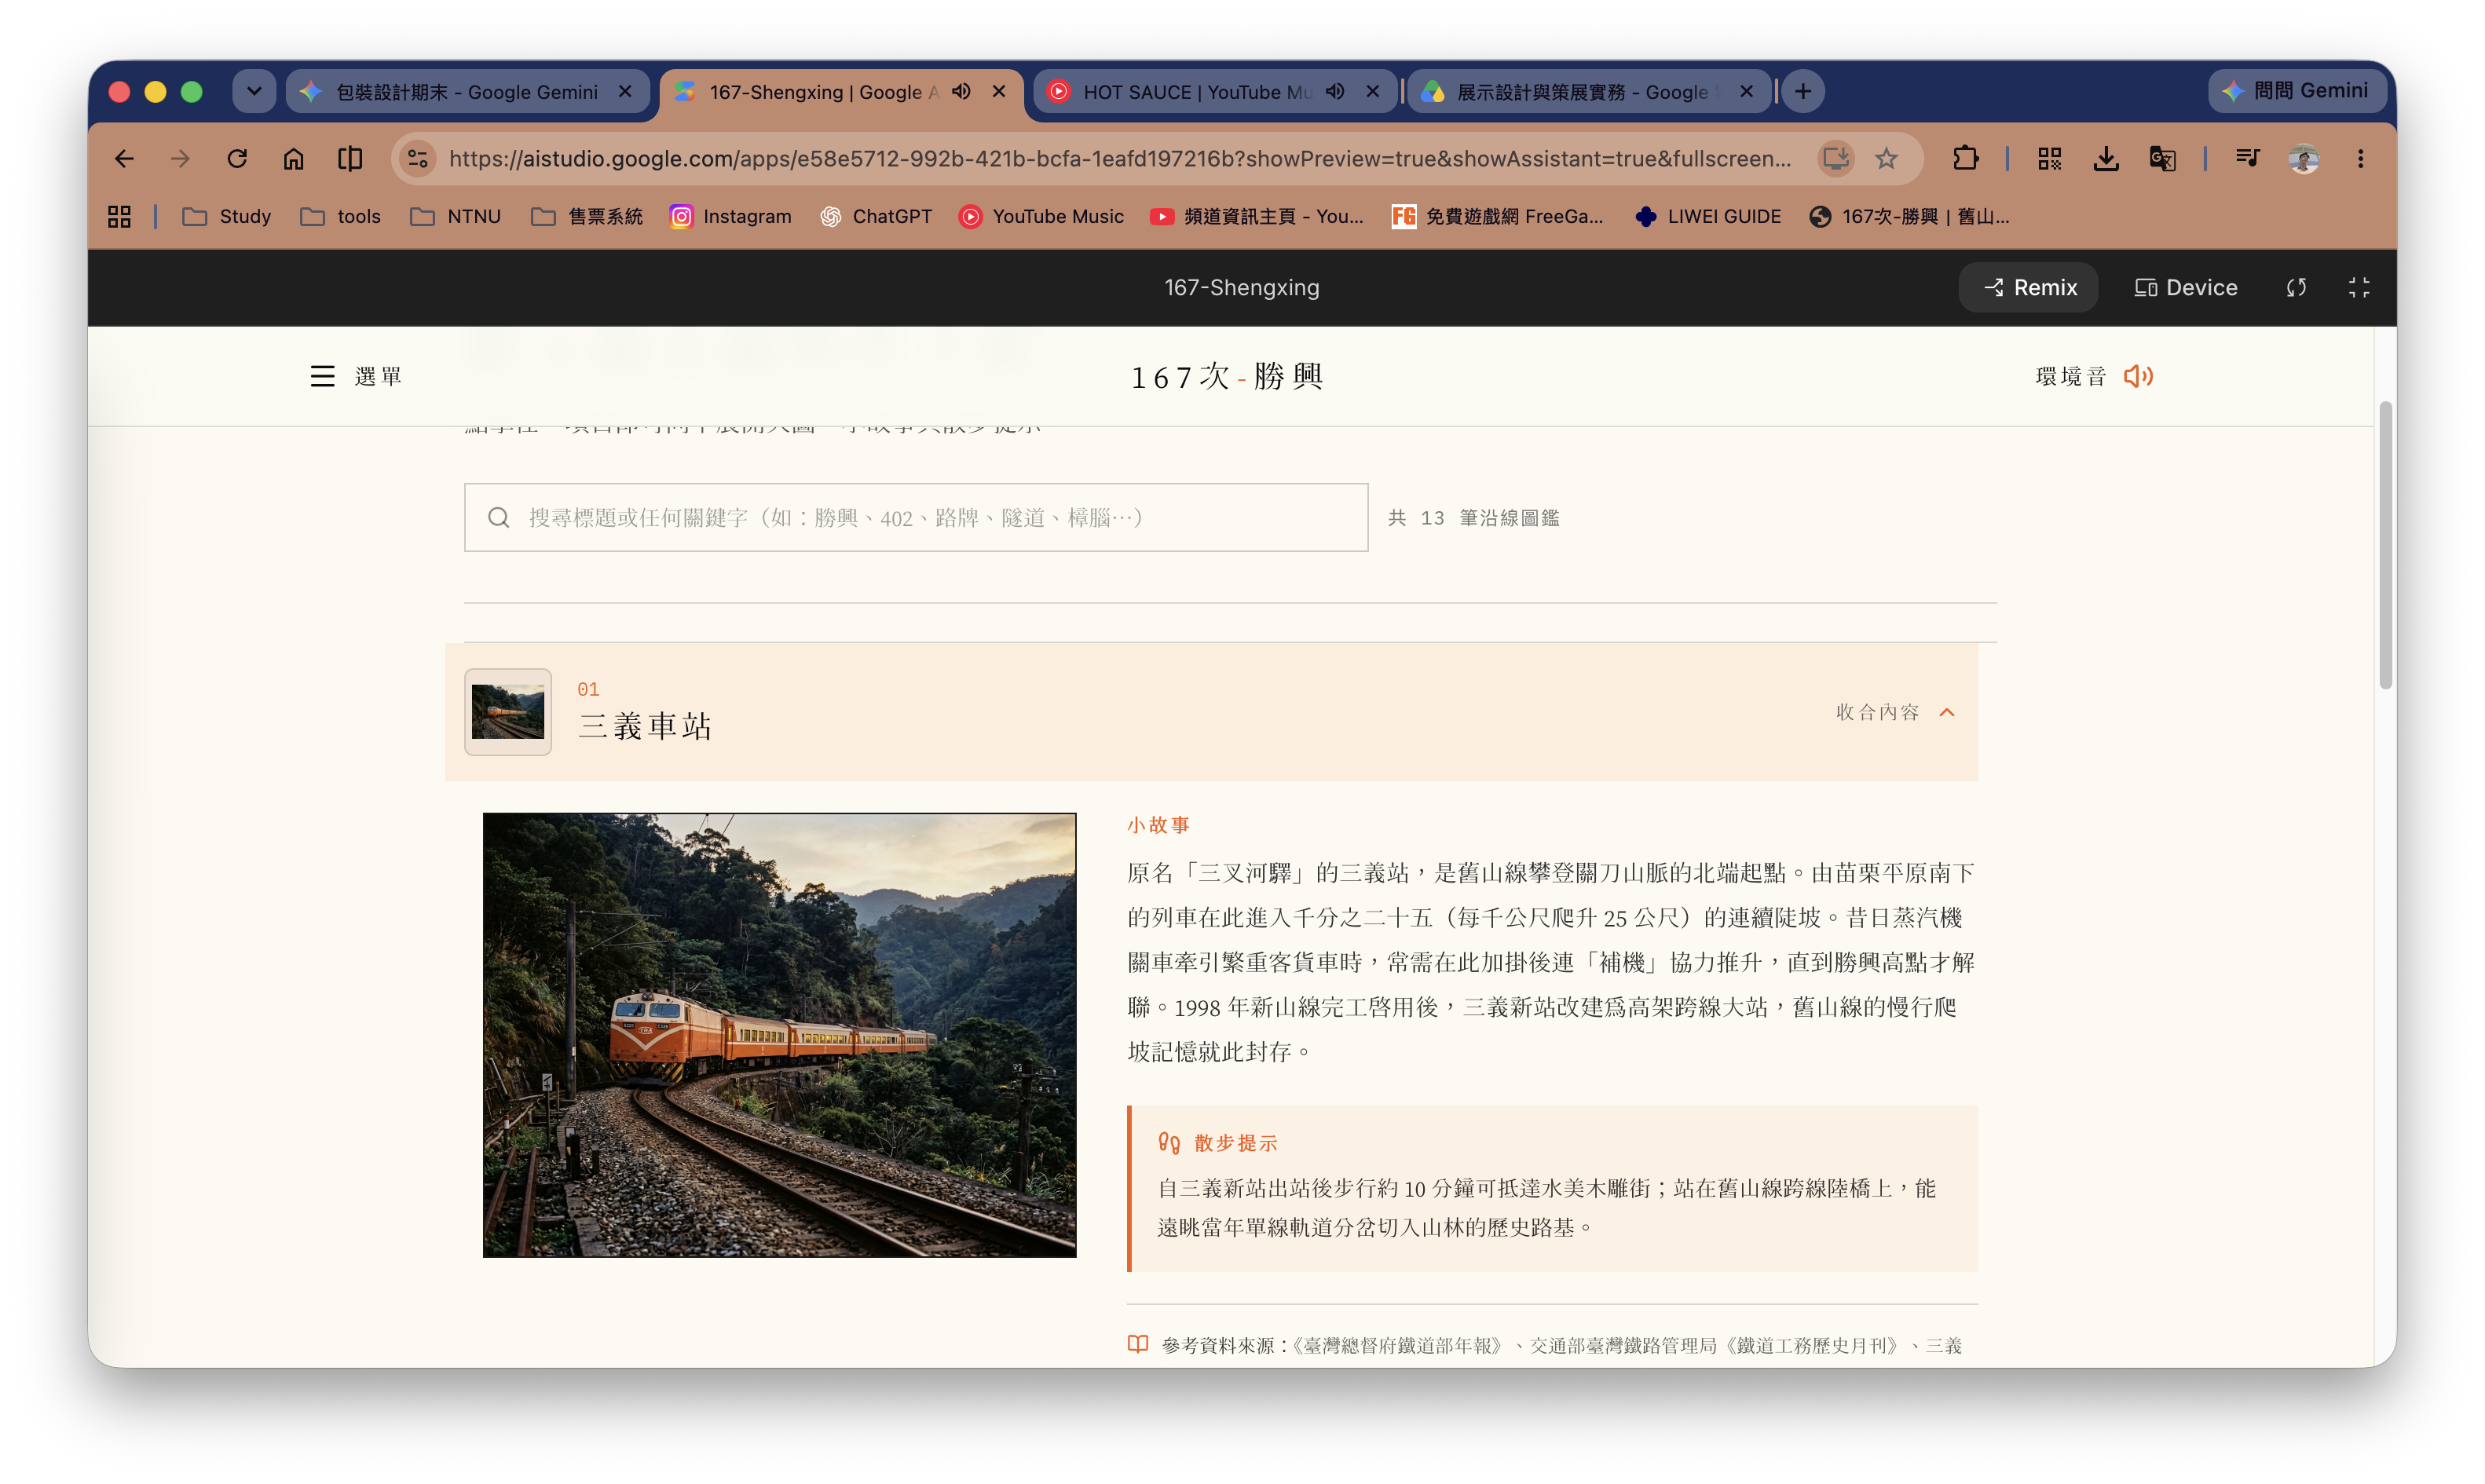 包裝設計期末 - Google Gemini
167-Shengxing | Google A
HOT SAUCE | YouTube Mu
展示設計與策展實務 - Google
問問 Gemini
https://aistudio.google.com/apps/e58e5712-992b-421b-bcfa-1eafd197216b?showPreview=true&showAssistant=true&fullscreen...
Study
tools
NTNU
售票系統
Instagram
ChatGPT
YouTube Music
頻道資訊主頁 - You...
FG 免費遊戲網 FreeGa...
LIWEI GUIDE
167次-勝興 | 舊山...
167-Shengxing
Remix
Device
選單
167次-勝興
環境音
搜尋標題或任何關鍵字（如：勝興、402、路牌、隧道、樟腦…）
共 13 筆沿線圖鑑
01
三義車站
收合內容
小故事
原名「三叉河驛」的三義站，是舊山線攀登關刀山脈的北端起點。由苗栗平原南下
的列車在此進入千分之二十五（每千公尺爬升 25 公尺）的連續陡坡。昔日蒸汽機
關車牽引繁重客貨車時，常需在此加掛後連「補機」協力推升，直到勝興高點才解
聯。1998 年新山線完工啓用後，三義新站改建爲高架跨線大站，舊山線的慢行爬
坡記憶就此封存。
散步提示
自三義新站出站後步行約 10 分鐘可抵達水美木雕街；站在舊山線跨線陸橋上，能
遠眺當年單線軌道分岔切入山林的歷史路基。
參考資料來源：《臺灣總督府鐵道部年報》、交通部臺灣鐵路管理局《鐵道工務歷史月刊》、三義